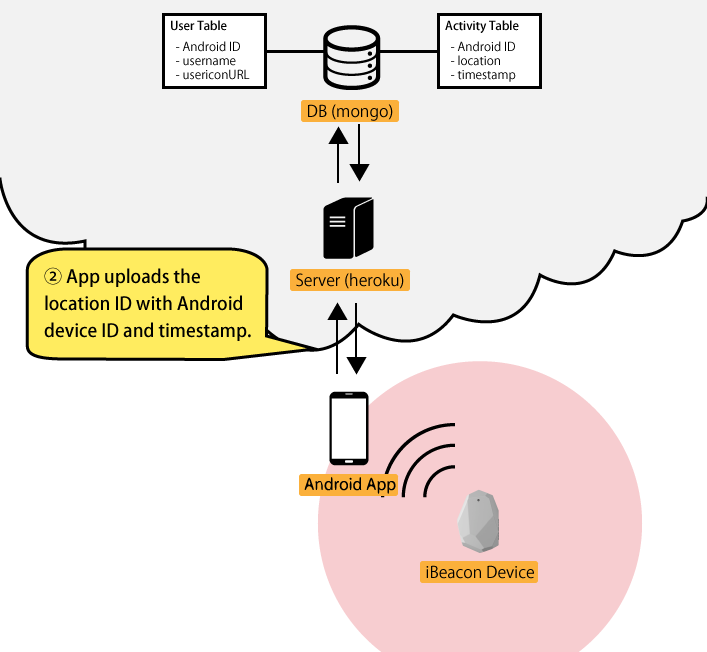 User Table
- Android ID
- username
- usericonURL
Activity Table
- Android ID
- location
- timestamp
DB (mongo)
Server (heroku)
② App uploads the
location ID with Android
device ID and timestamp.
Android App
iBeacon Device